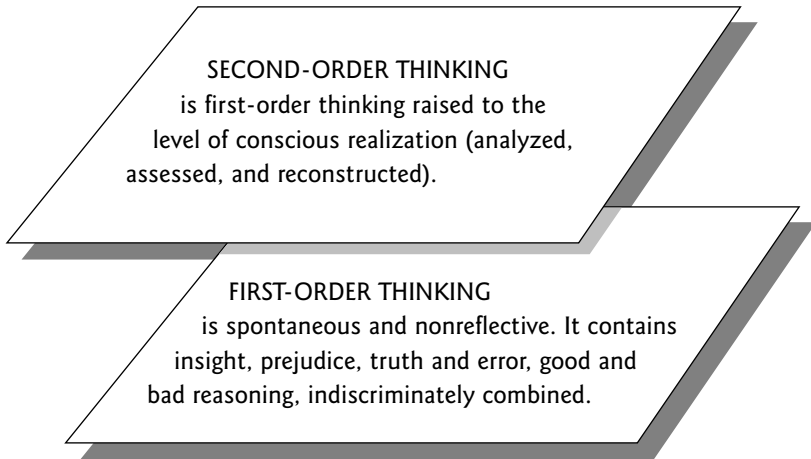 SECOND-ORDER THINKING
is first-order thinking raised to the
level of conscious realization (analyzed,
assessed, and reconstructed).
FIRST-ORDER THINKING
is spontaneous and nonreflective. It contains
insight, prejudice, truth and error, good and
bad reasoning, indiscriminately combined.